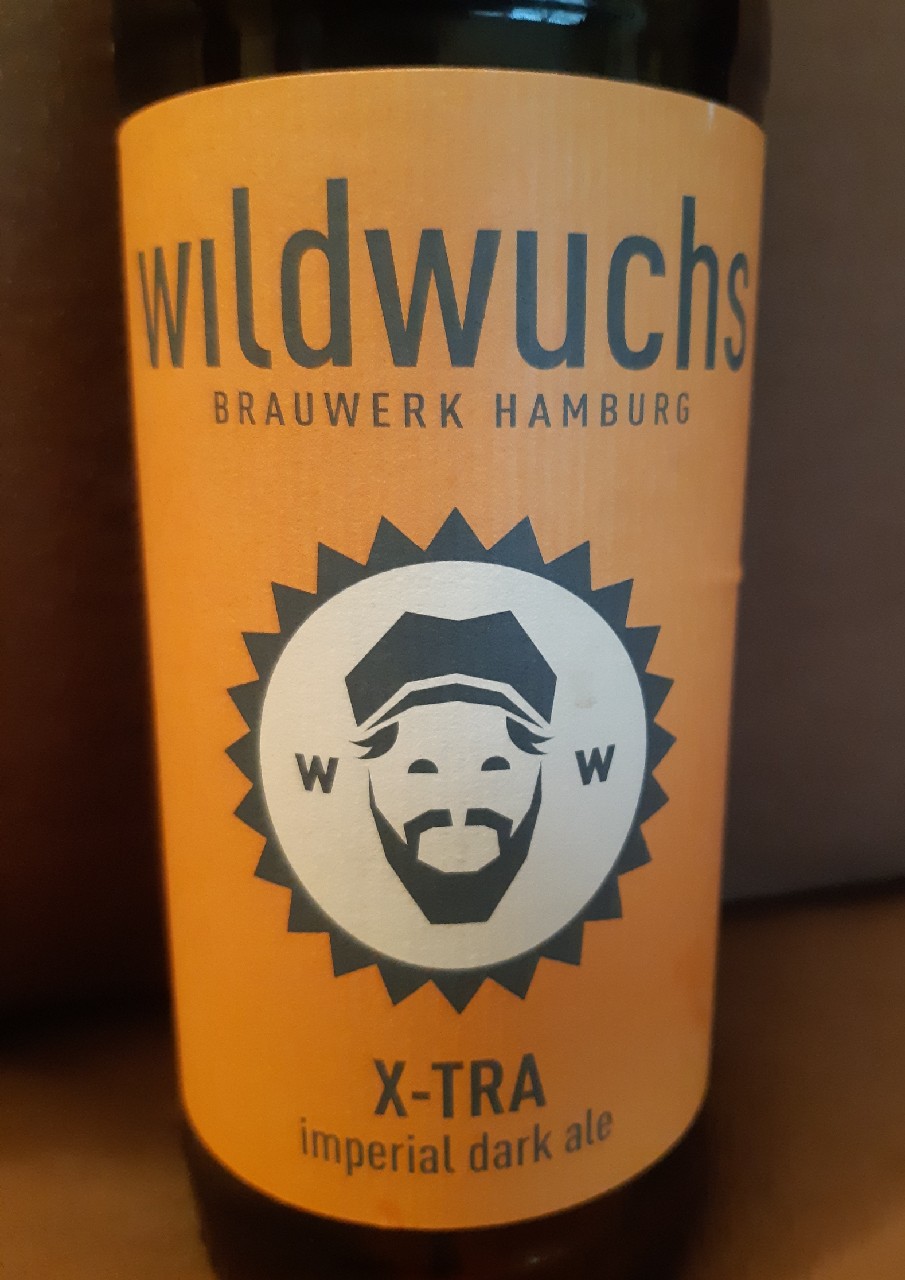 wildwuchs
BRAUWERK HAMBURG
W W
X-TRA
imperial dark ale